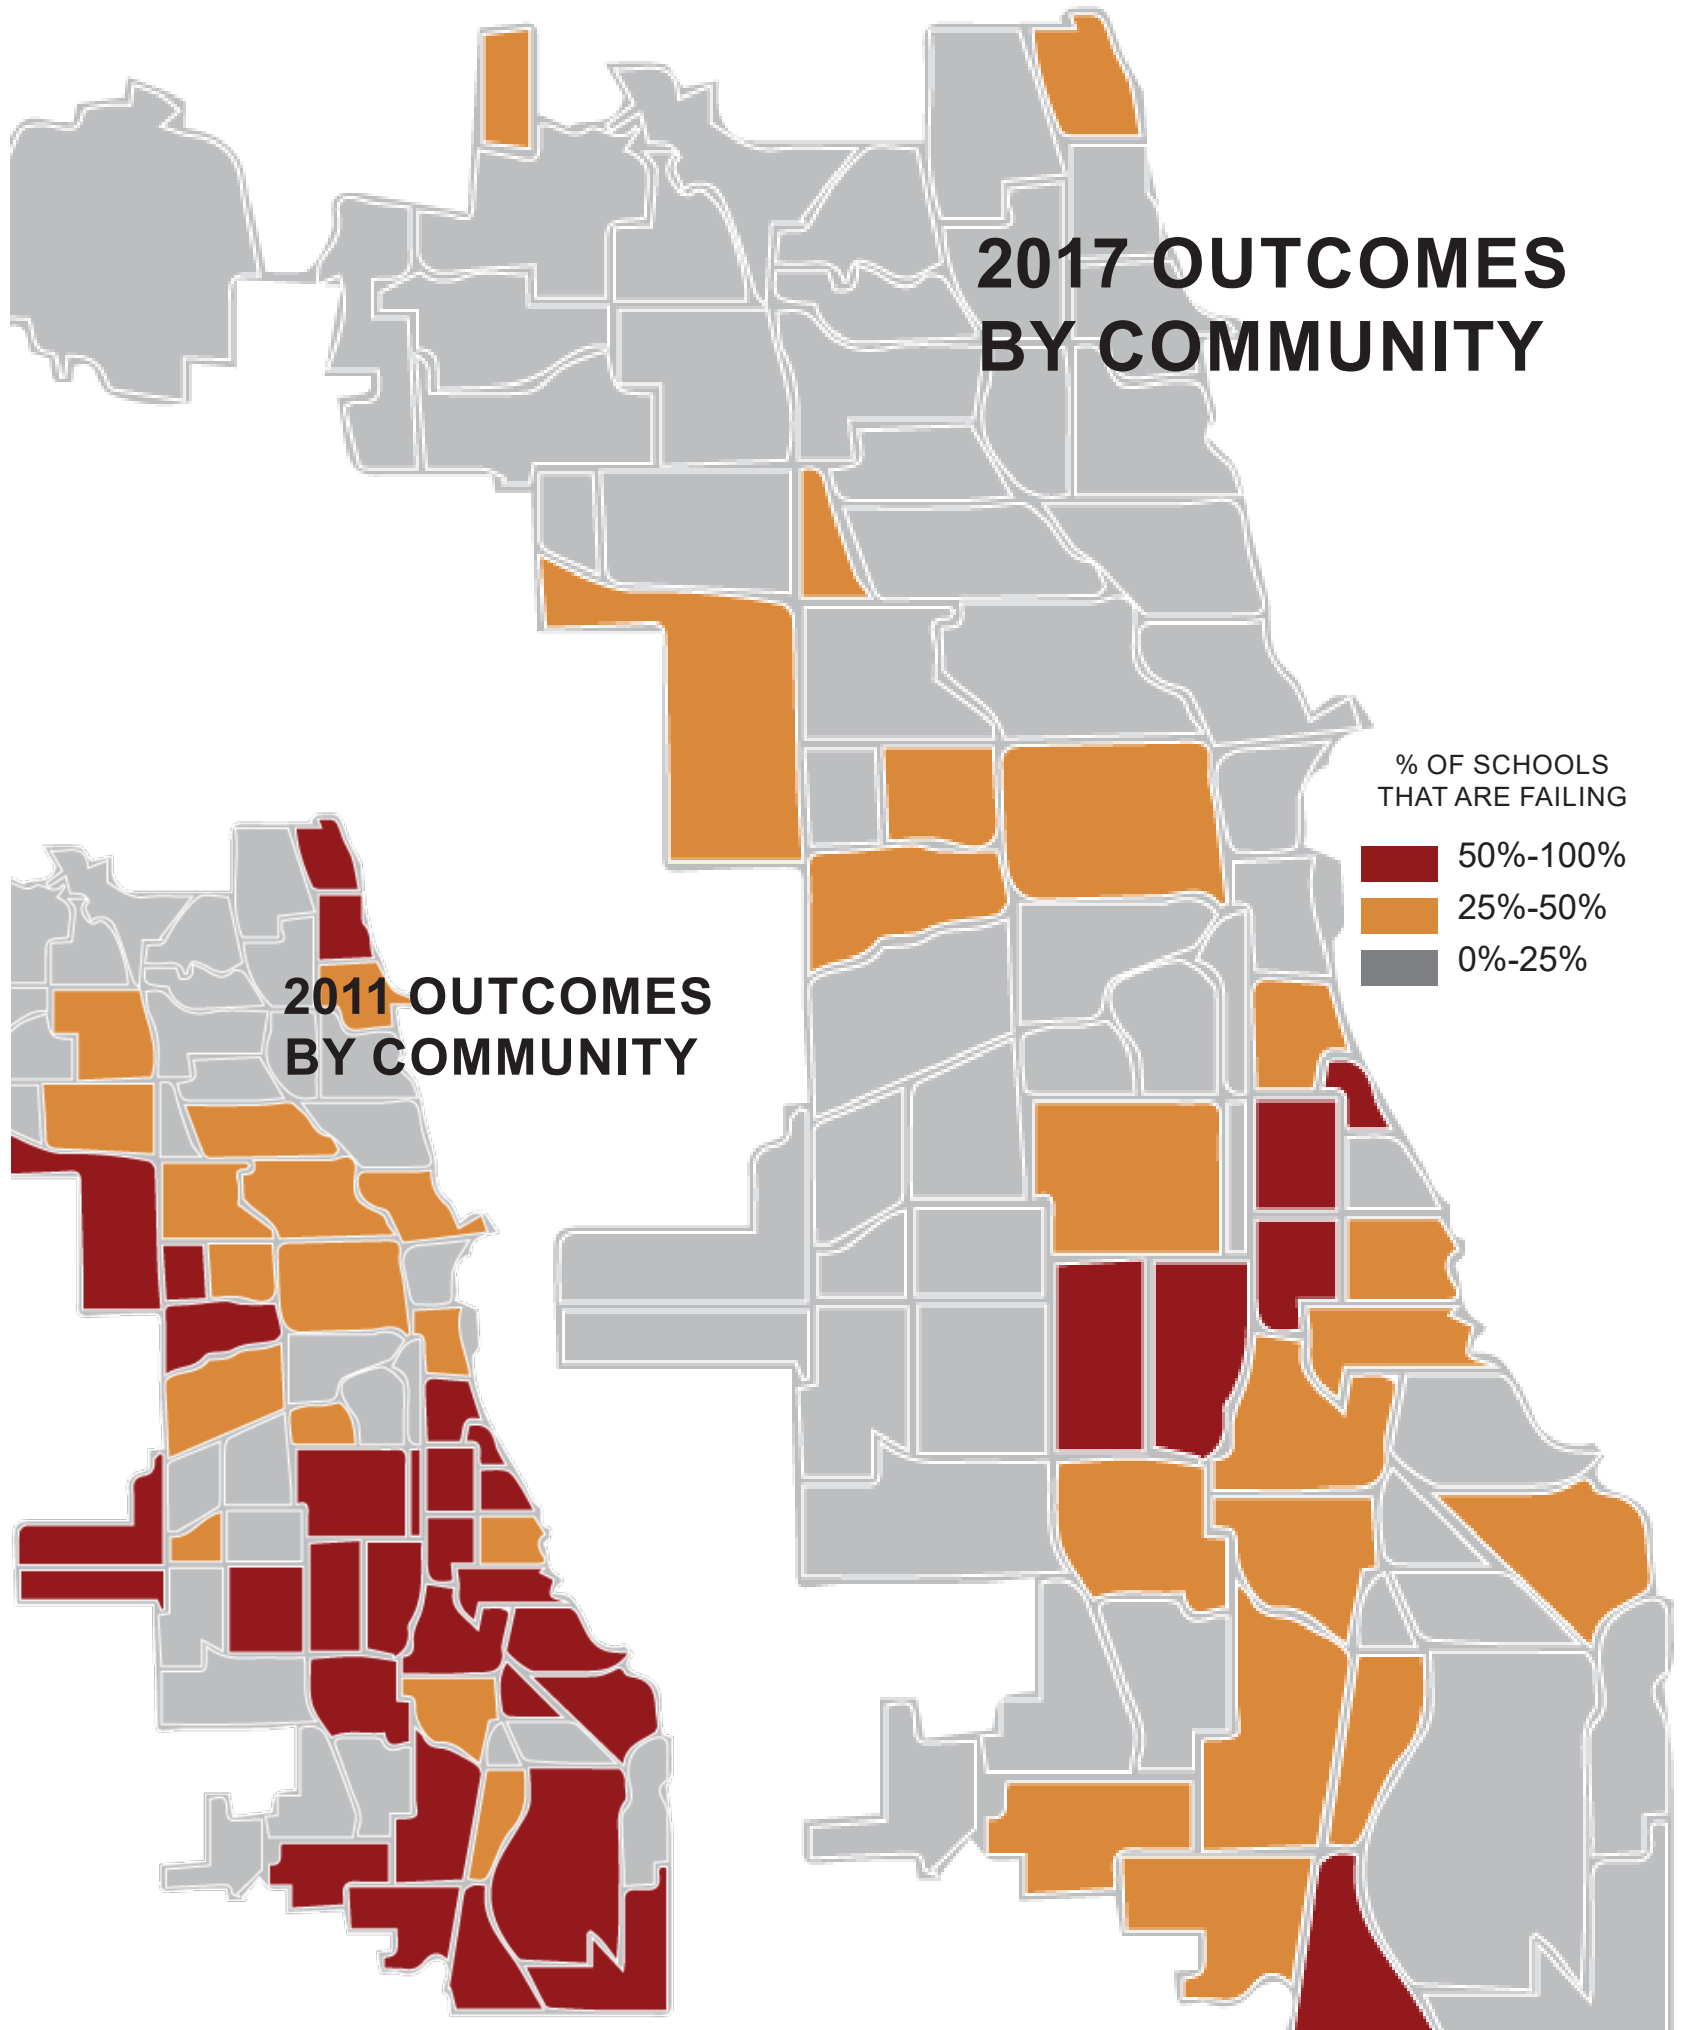 2017 OUTCOMES
BY COMMUNITY
% OF SCHOOLS
THAT ARE FAILING
50%-100%
25%-50%
0%-25%
2011 OUTCOMES
BY COMMUNITY